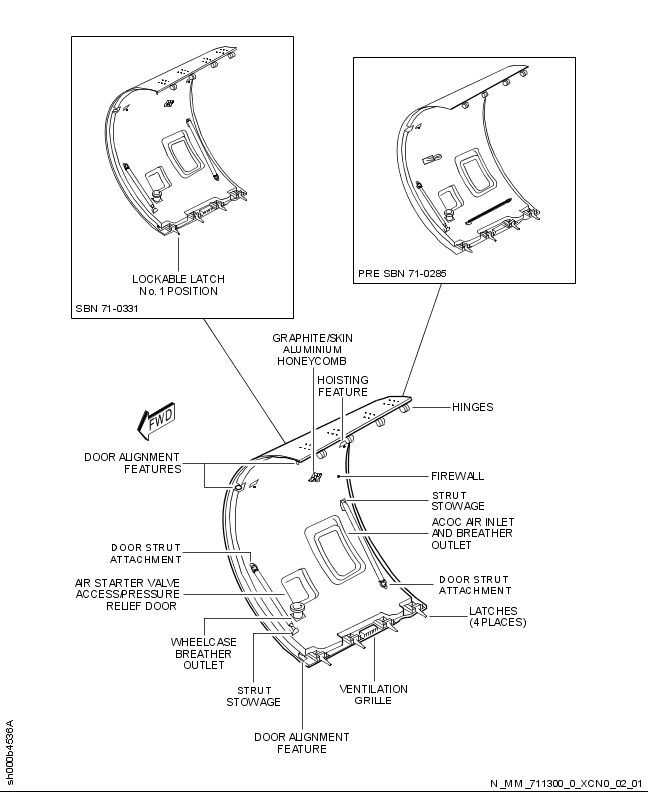 LOCKABLE LATCH
No. 1 POSITION
SBN 71-0331
PRE SBN 71-0285
GRAPHITE/SKIN
ALUMINIUM
HONEYCOMB
HOISTING
FEATURE
HINGES
FWD
DOOR ALIGNMENT
FEATURES
FIREWALL
STRUT
STOWAGE
ACOC AIR INLET
AND BREATHER
OUTLET
DOOR STRUT
ATTACHMENT
AIR STARTER VALVE
ACCESS/PRESSURE
RELIEF DOOR
DOOR STRUT
ATTACHMENT
LATCHES
(4 PLACES)
WHEELCASE
BREATHER
OUTLET
STRUT
STOWAGE
VENTILATION
GRILLE
DOOR ALIGNMENT
FEATURE
sh000b4536A
N_MM_711300_0_XCN0_02_01